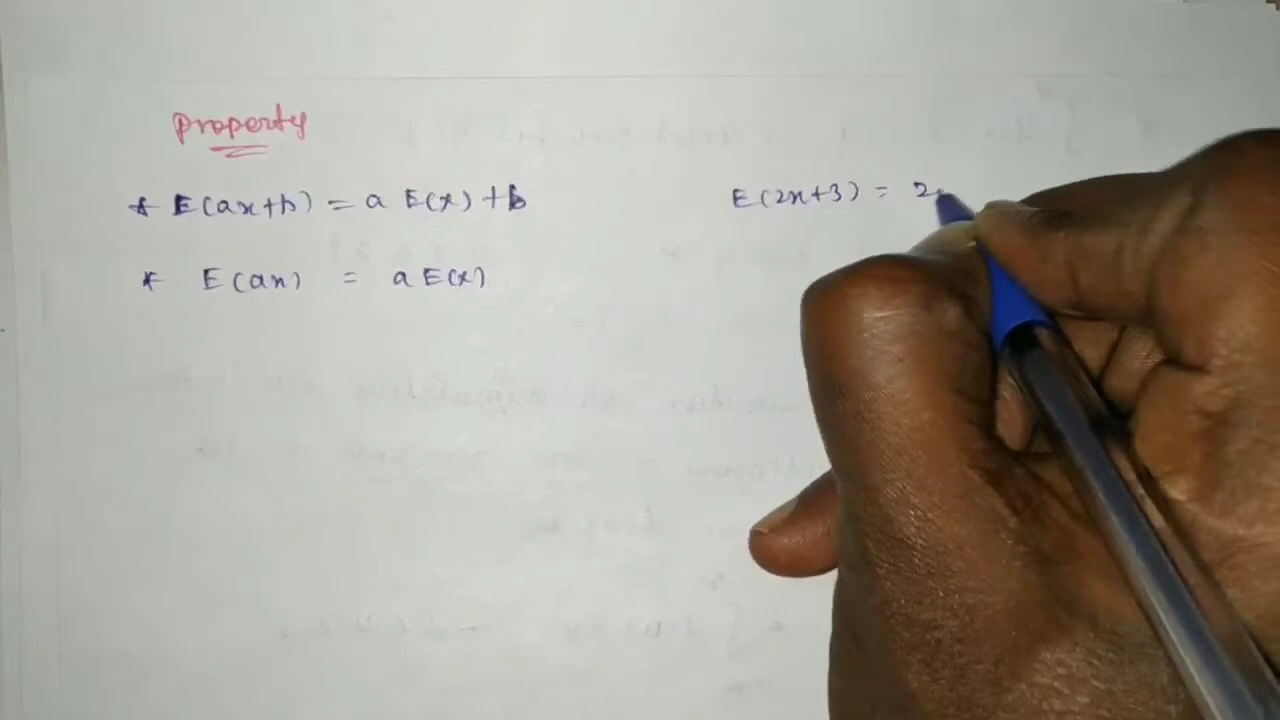 Property
* E(ax+b) = a E(x) + b
E(2x+3) = 2
* E(ax) = a E(x)